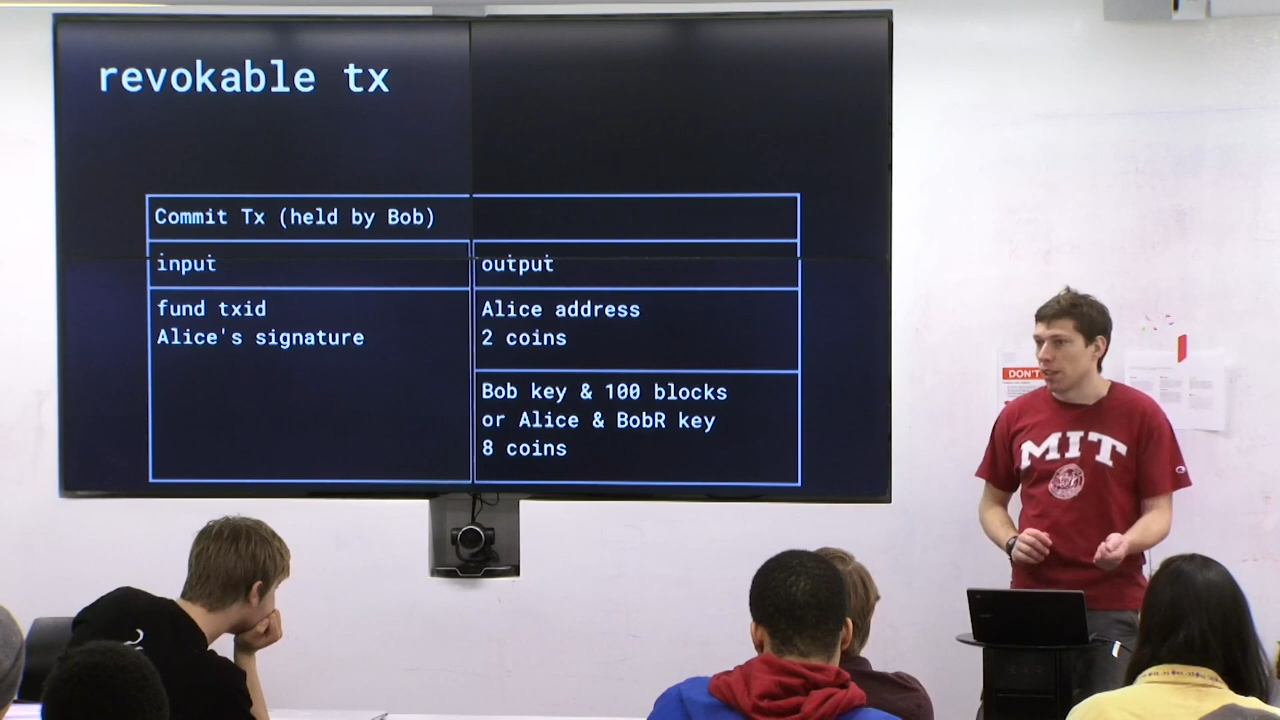 revokable tx
Commit Tx (held by Bob)
input
output
fund txid
Alice's signature
Alice address
2 coins
Bob key & 100 blocks
or Alice & BobR key
8 coins
DON'T
MIT